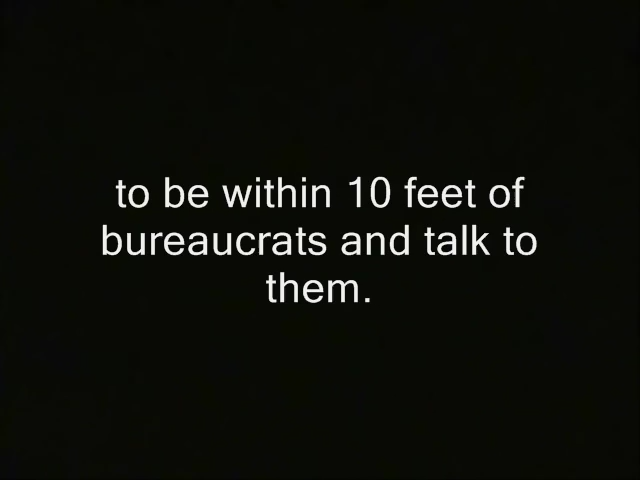 to be within 10 feet of
bureaucrats and talk to
them.